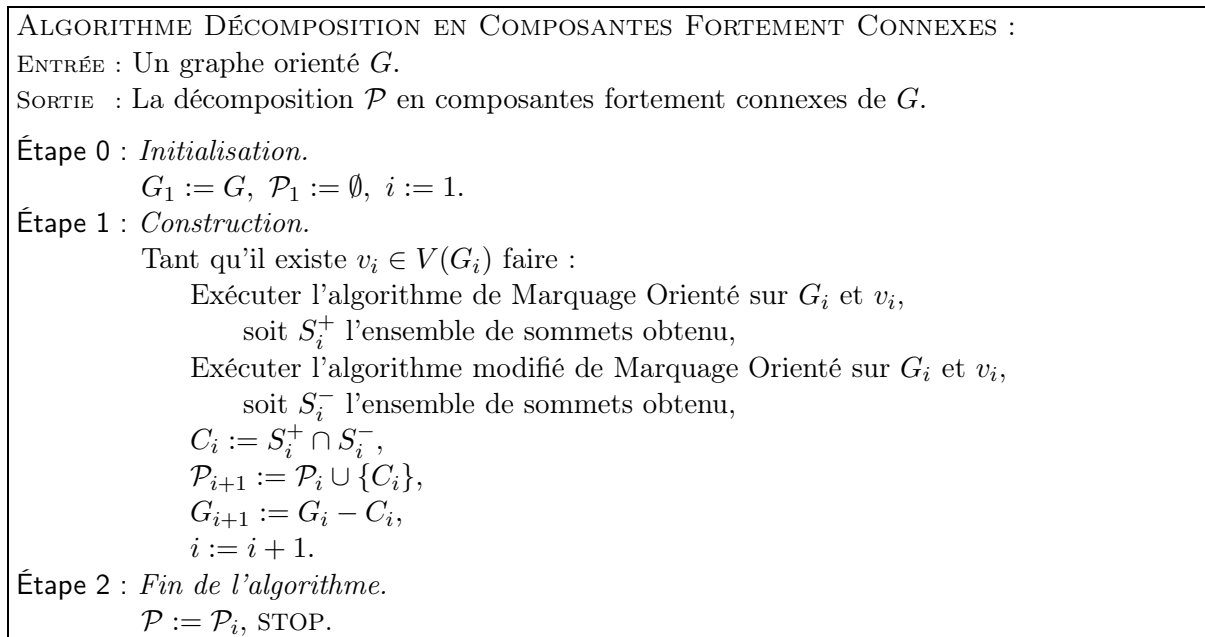 ALGORITHME DÉCOMPOSITION EN COMPOSANTES FORTEMENT CONNEXES :
ENTRÉE : Un graphe orienté G.
SORTIE : La décomposition 𝒫 en composantes fortement connexes de G.
Étape 0 : Initialisation.
G₁ := G, 𝒫₁ := ∅, i := 1.
Étape 1 : Construction.
Tant qu'il existe vᵢ ∈ V(Gᵢ) faire :
Exécuter l'algorithme de Marquage Orienté sur Gᵢ et vᵢ,
soit Sᵢ⁺ l'ensemble de sommets obtenu,
Exécuter l'algorithme modifié de Marquage Orienté sur Gᵢ et vᵢ,
soit Sᵢ⁻ l'ensemble de sommets obtenu,
Cᵢ := Sᵢ⁺ ∩ Sᵢ⁻,
𝒫ᵢ₊₁ := 𝒫ᵢ ∪ {Cᵢ},
Gᵢ₊₁ := Gᵢ − Cᵢ,
i := i + 1.
Étape 2 : Fin de l'algorithme.
𝒫 := 𝒫ᵢ, STOP.